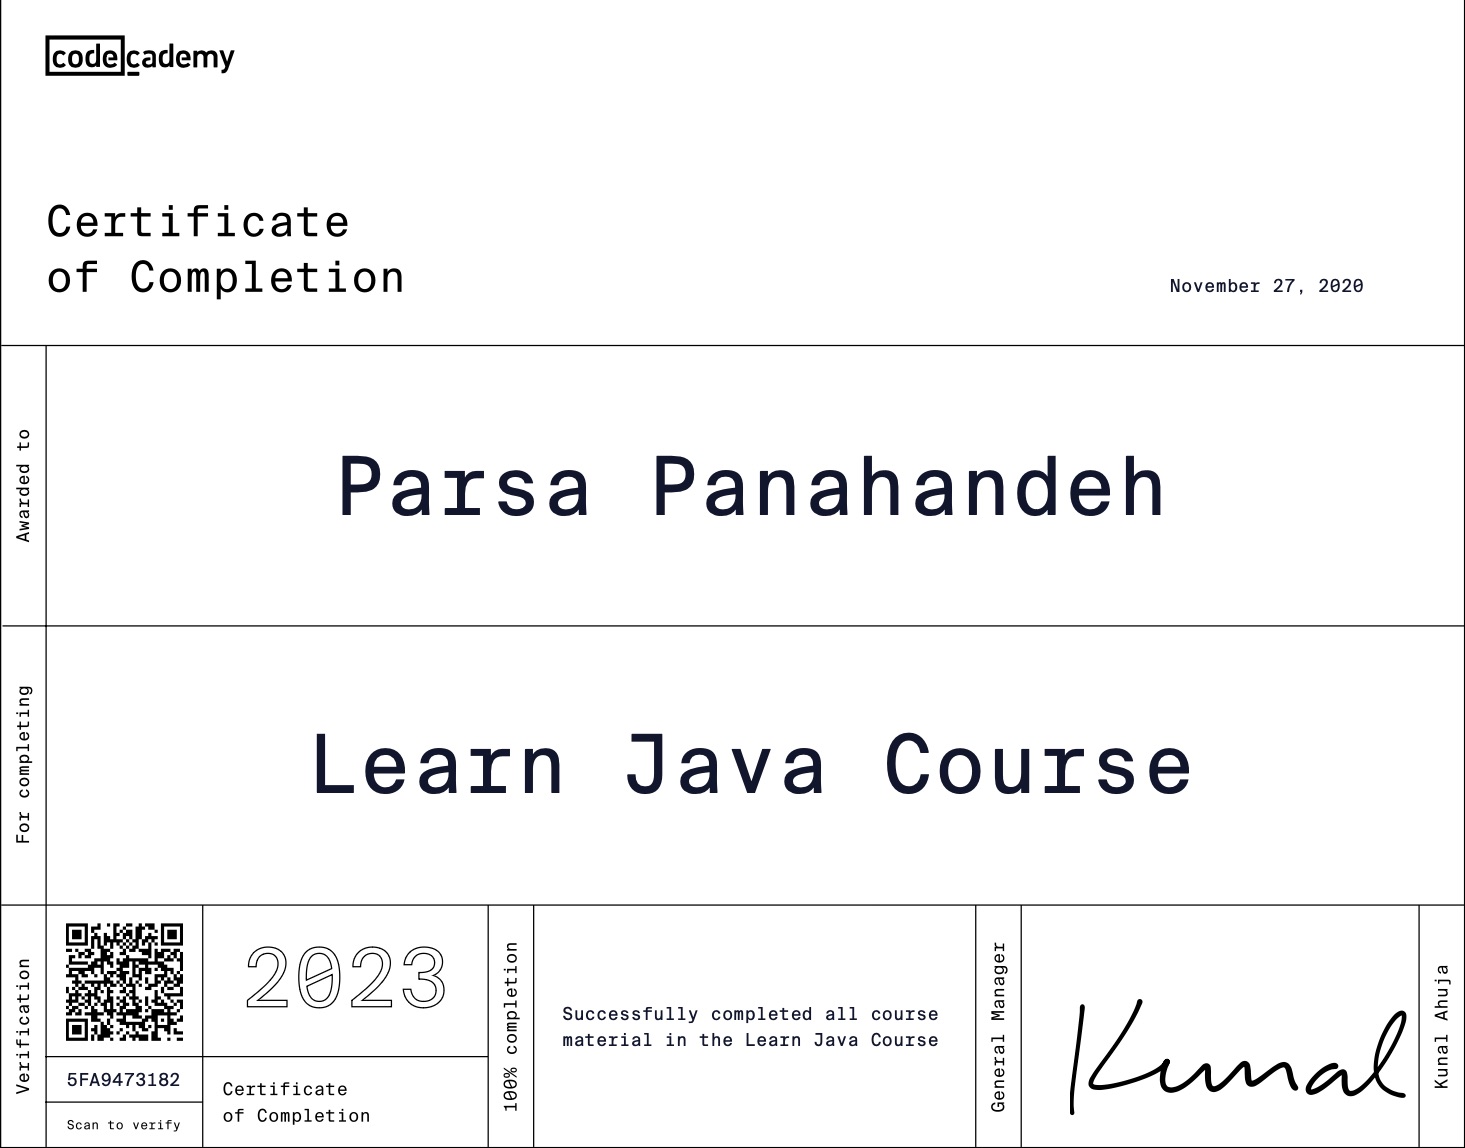 codecademy
Certificate
of Completion
November 27, 2020
Awarded to
Parsa Panahandeh
For completing
Learn Java Course
Verification
5FA9473182
Scan to verify
2023
Certificate
of Completion
100% completion
Successfully completed all course
material in the Learn Java Course
General Manager
Kunal
Kunal Ahuja